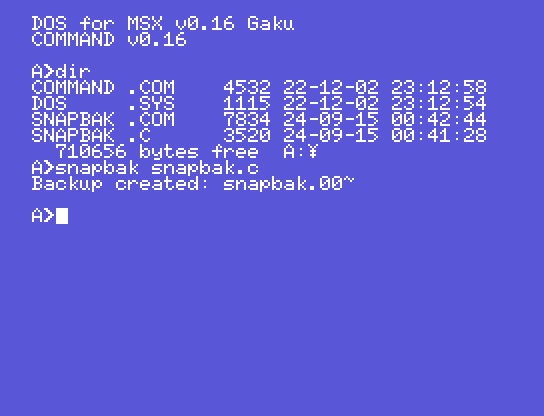 DOS for MSX v0.16 Gaku
COMMAND v0.16
A>dir
COMMAND .COM    4532 22-12-02 23:12:58
DOS     .SYS    1115 22-12-02 23:12:54
SNAPBAK .COM    7834 24-09-15 00:42:44
SNAPBAK .C      3520 24-09-15 00:41:28
  710656 bytes free  A:¥
A>snapbak snapbak.c
Backup created: snapbak.00~
A>